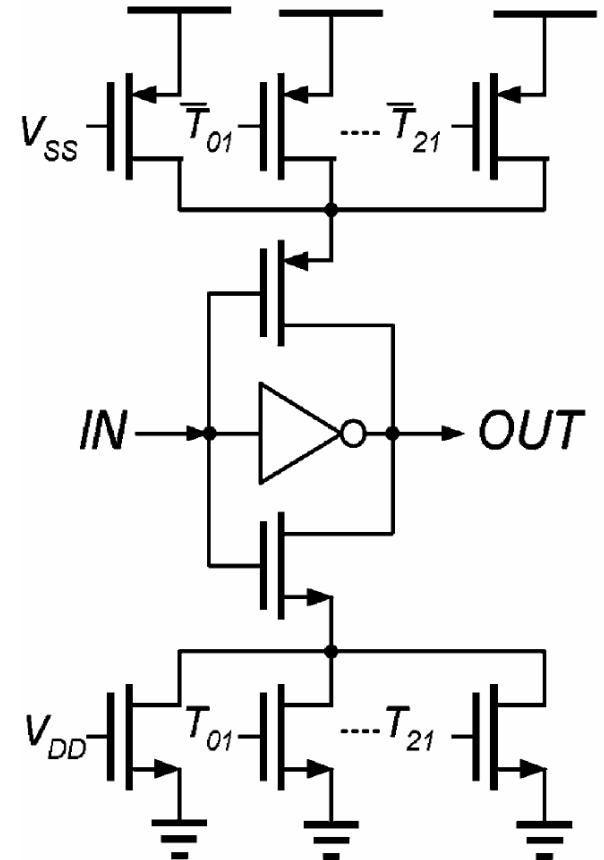 V_SS T̅_01 .... T̅_21
IN OUT
V_DD T_01 .... T_21